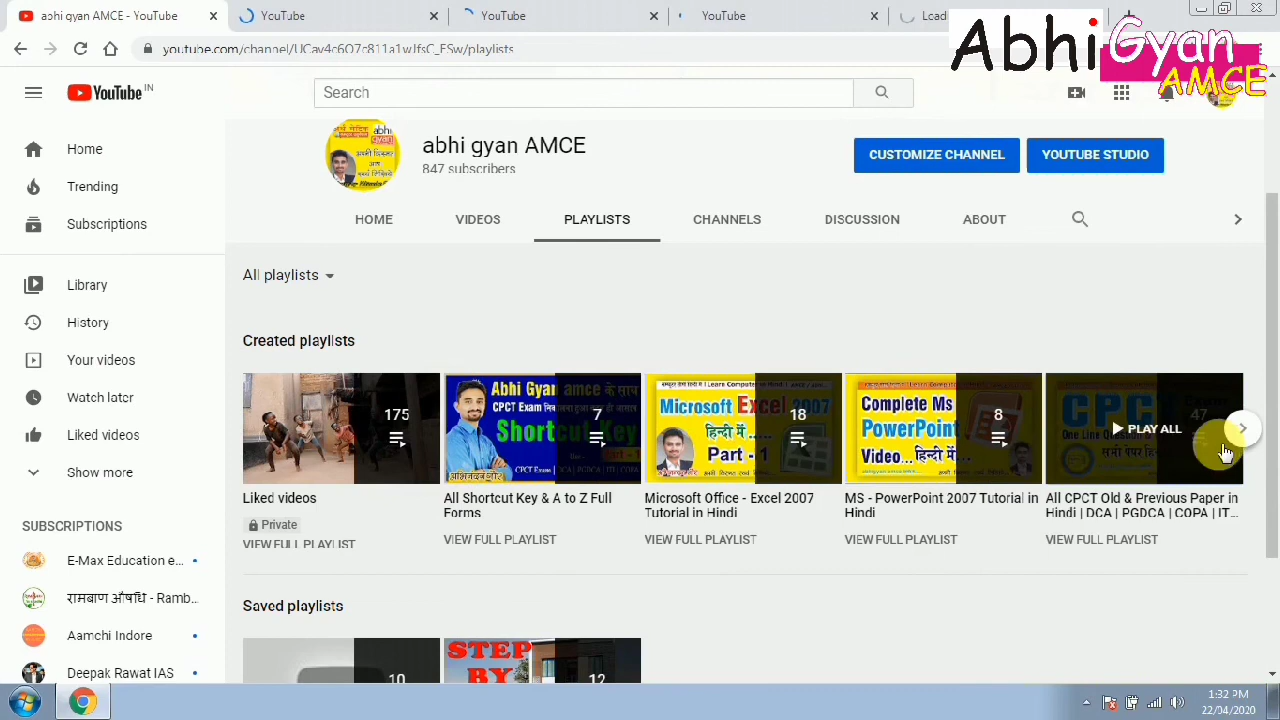 abhi gyan AMCE - YouTube
YouTube
YouTube
YouTube
Load
AbhiGyan
AMCE
YouTube IN
Search
Home
Trending
Subscriptions
Library
History
Your videos
Watch later
Liked videos
Show more
SUBSCRIPTIONS
E-Max Education e...
रामबाण औषधि - Ramb...
Aamchi Indore
Deepak Rawat IAS
abhi gyan AMCE
847 subscribers
CUSTOMIZE CHANNEL
YOUTUBE STUDIO
HOME VIDEOS PLAYLISTS CHANNELS DISCUSSION ABOUT
All playlists
Created playlists
175
Liked videos
Private
VIEW FULL PLAYLIST
Abhi Gyan amce के साथ
Shortcut Key
7
All Shortcut Key & A to Z Full
Forms
VIEW FULL PLAYLIST
Microsoft Excel 2007
हिन्दी में
Part - 1
18
Microsoft Office - Excel 2007
Tutorial in Hindi
VIEW FULL PLAYLIST
Complete Ms
PowerPoint
Video...हिन्दी में
8
MS - PowerPoint 2007 Tutorial in
Hindi
VIEW FULL PLAYLIST
CPCT
47
PLAY ALL
All CPCT Old & Previous Paper in
Hindi | DCA | PGDCA | COPA | IT...
VIEW FULL PLAYLIST
Saved playlists
10
STEP
BY
12
1:32 PM
22/04/2020